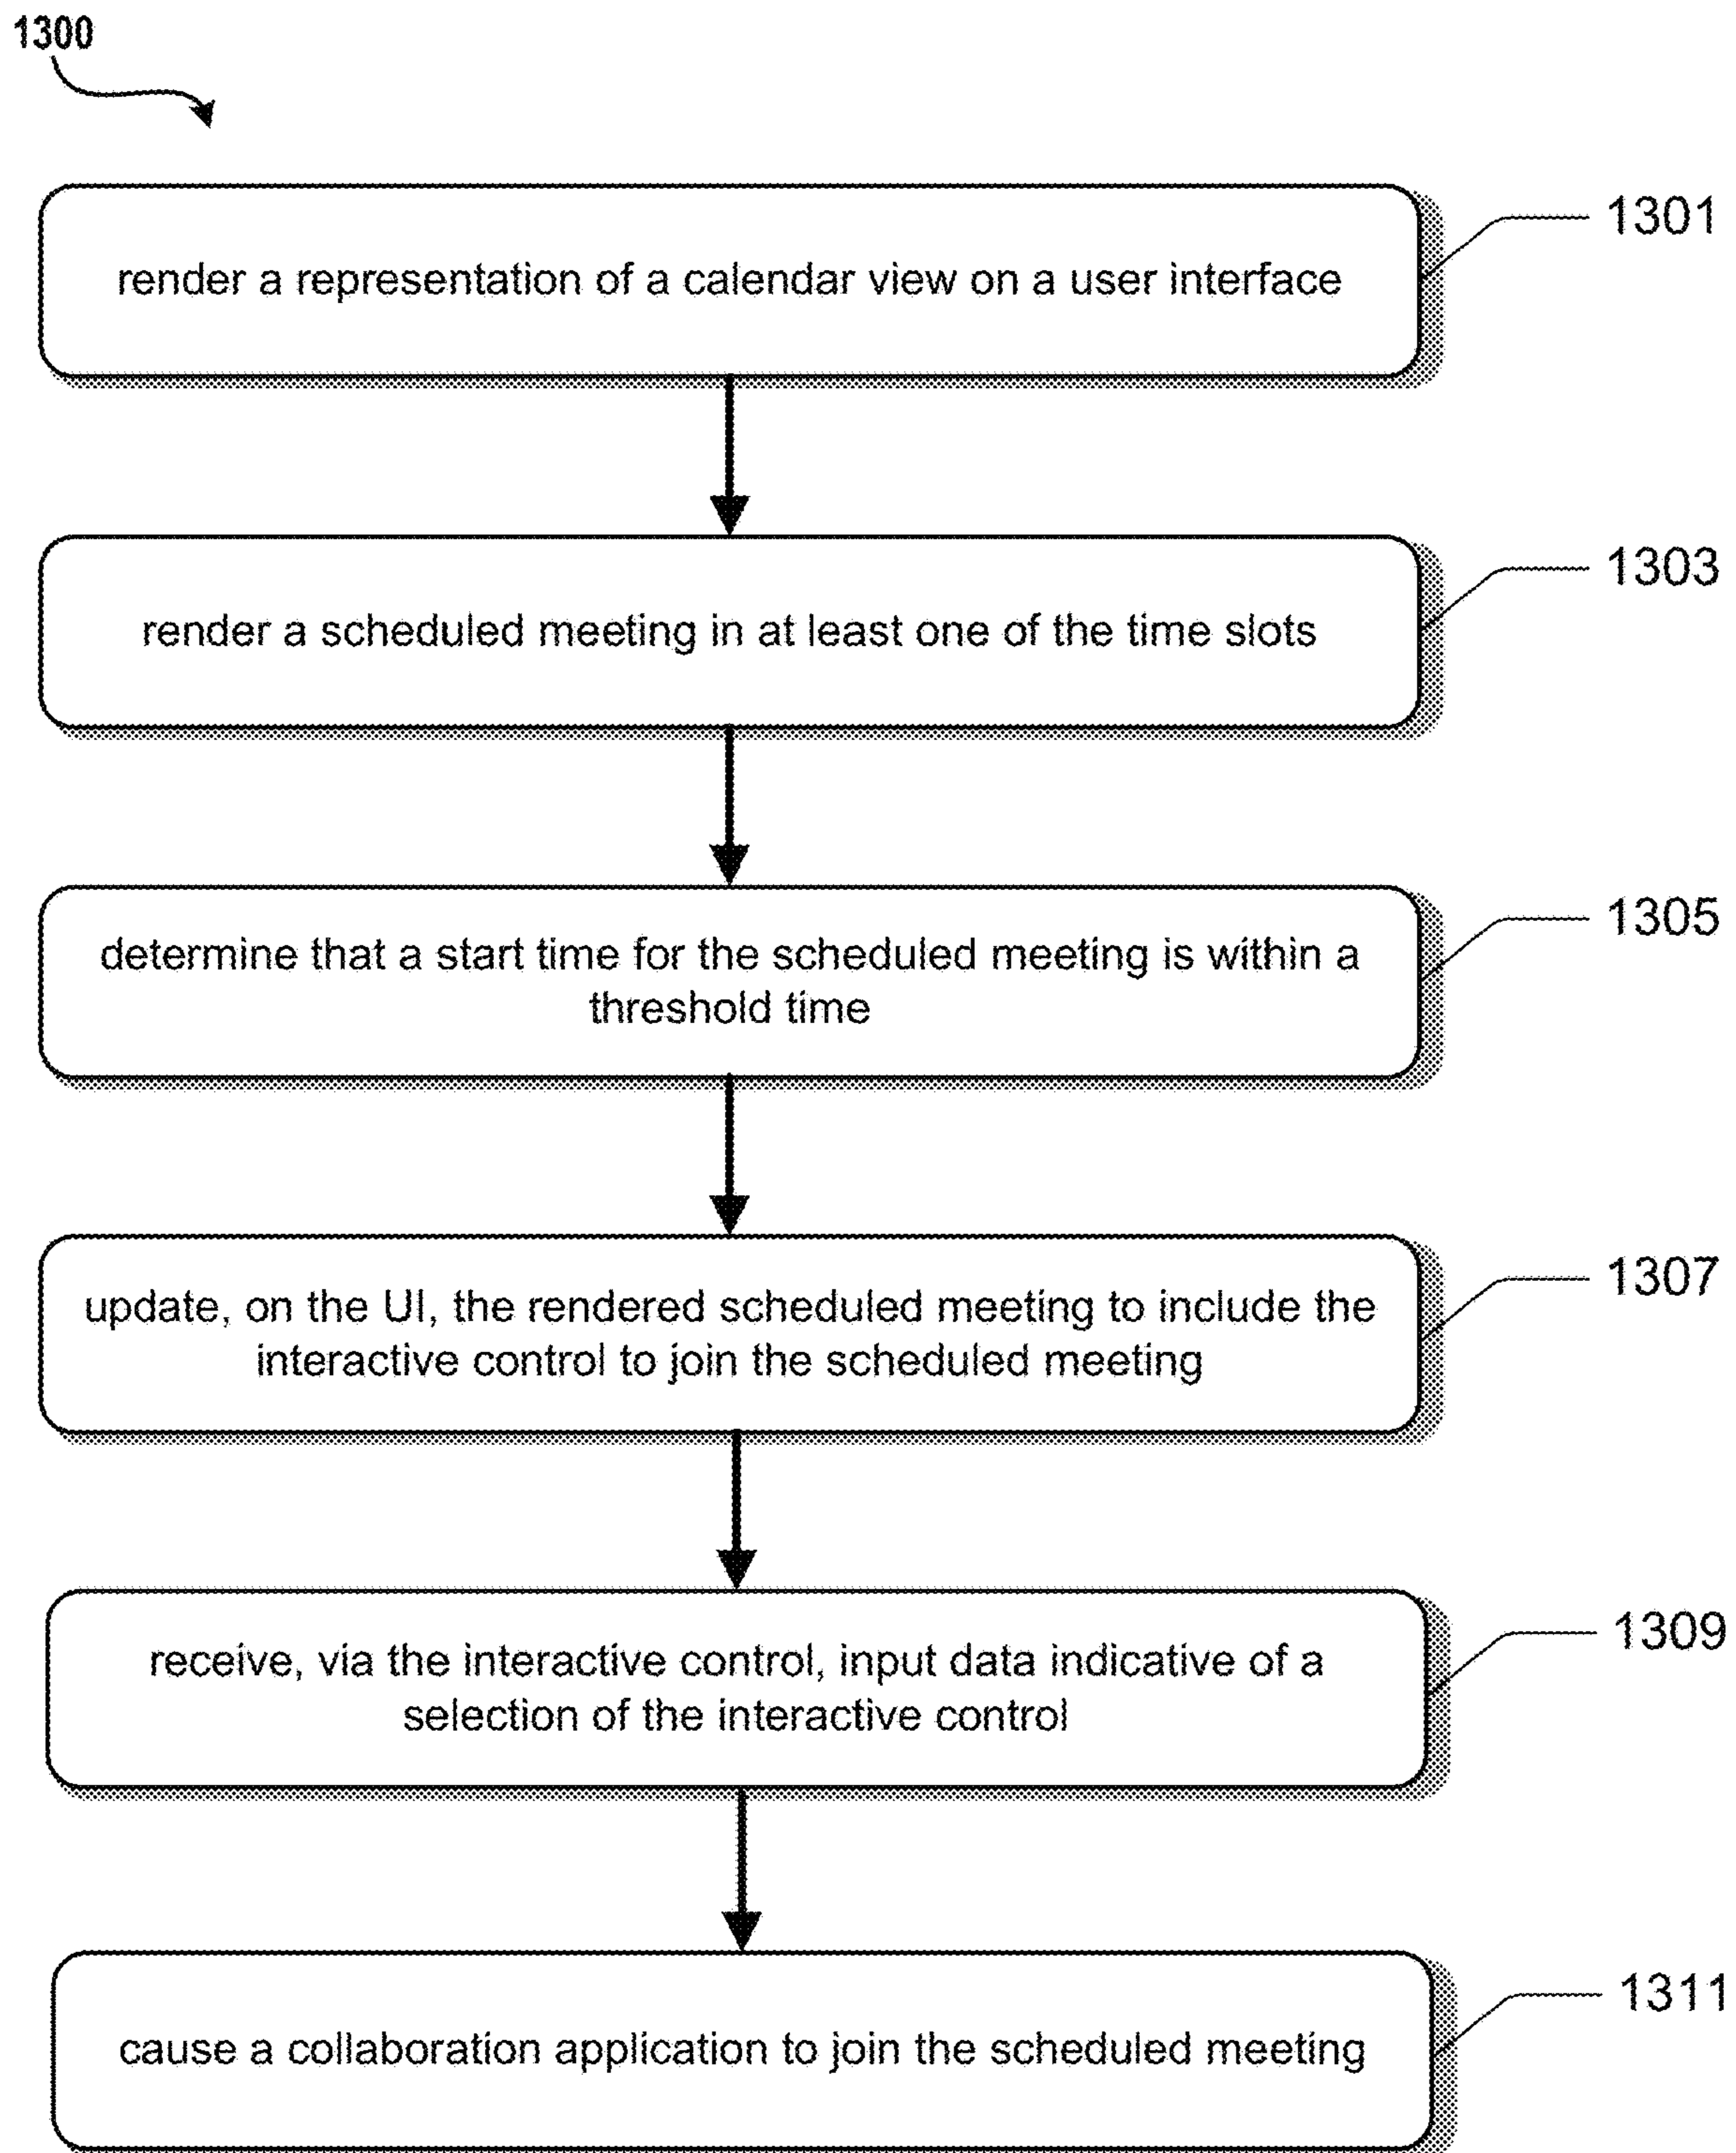 1300
render a representation of a calendar view on a user interface
1301
render a scheduled meeting in at least one of the time slots
1303
determine that a start time for the scheduled meeting is within a
threshold time
1305
update, on the UI, the rendered scheduled meeting to include the
interactive control to join the scheduled meeting
1307
receive, via the interactive control, input data indicative of a
selection of the interactive control
1309
cause a collaboration application to join the scheduled meeting
1311